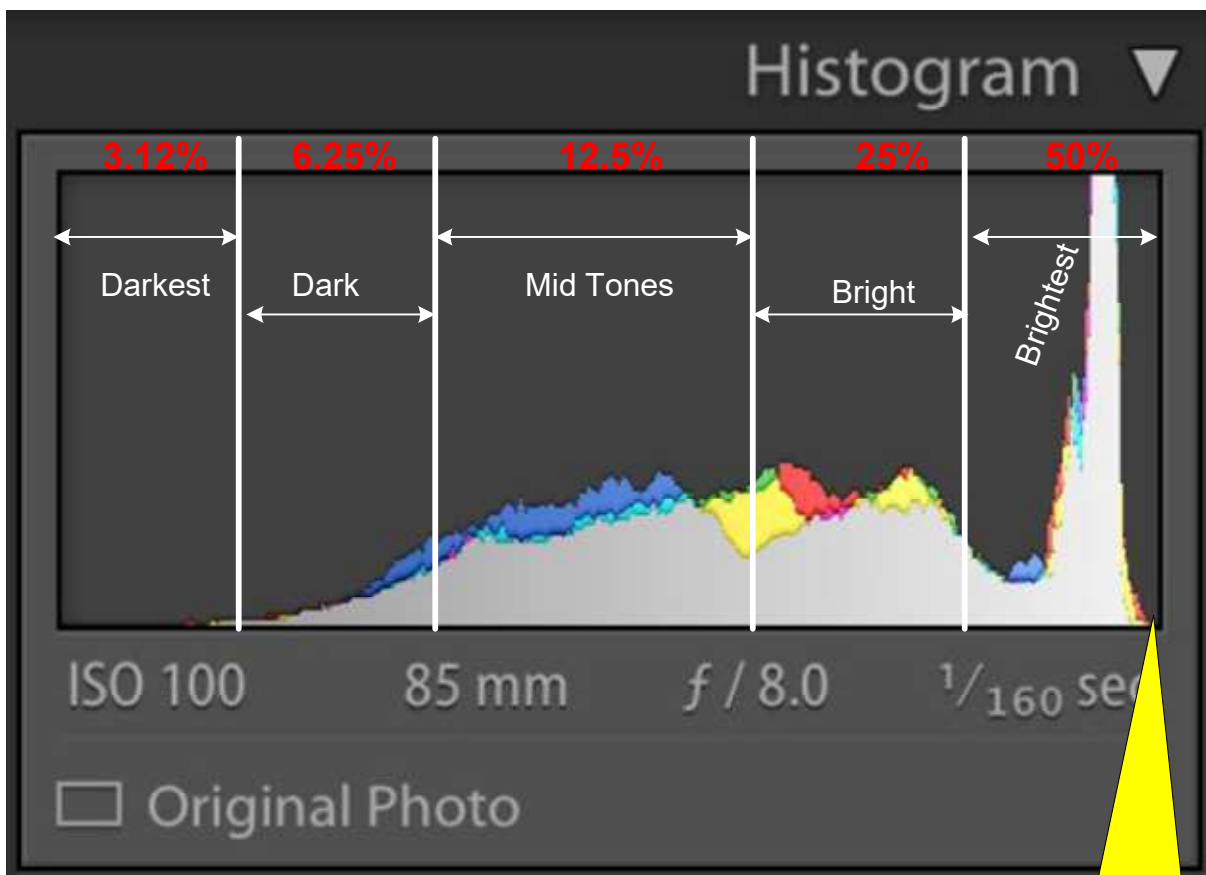 Histogram
3.12% 6.25% 12.5% 25% 50%
Darkest Dark Mid Tones Bright Brightest
ISO 100 85 mm ƒ / 8.0 1/160 sec
Original Photo